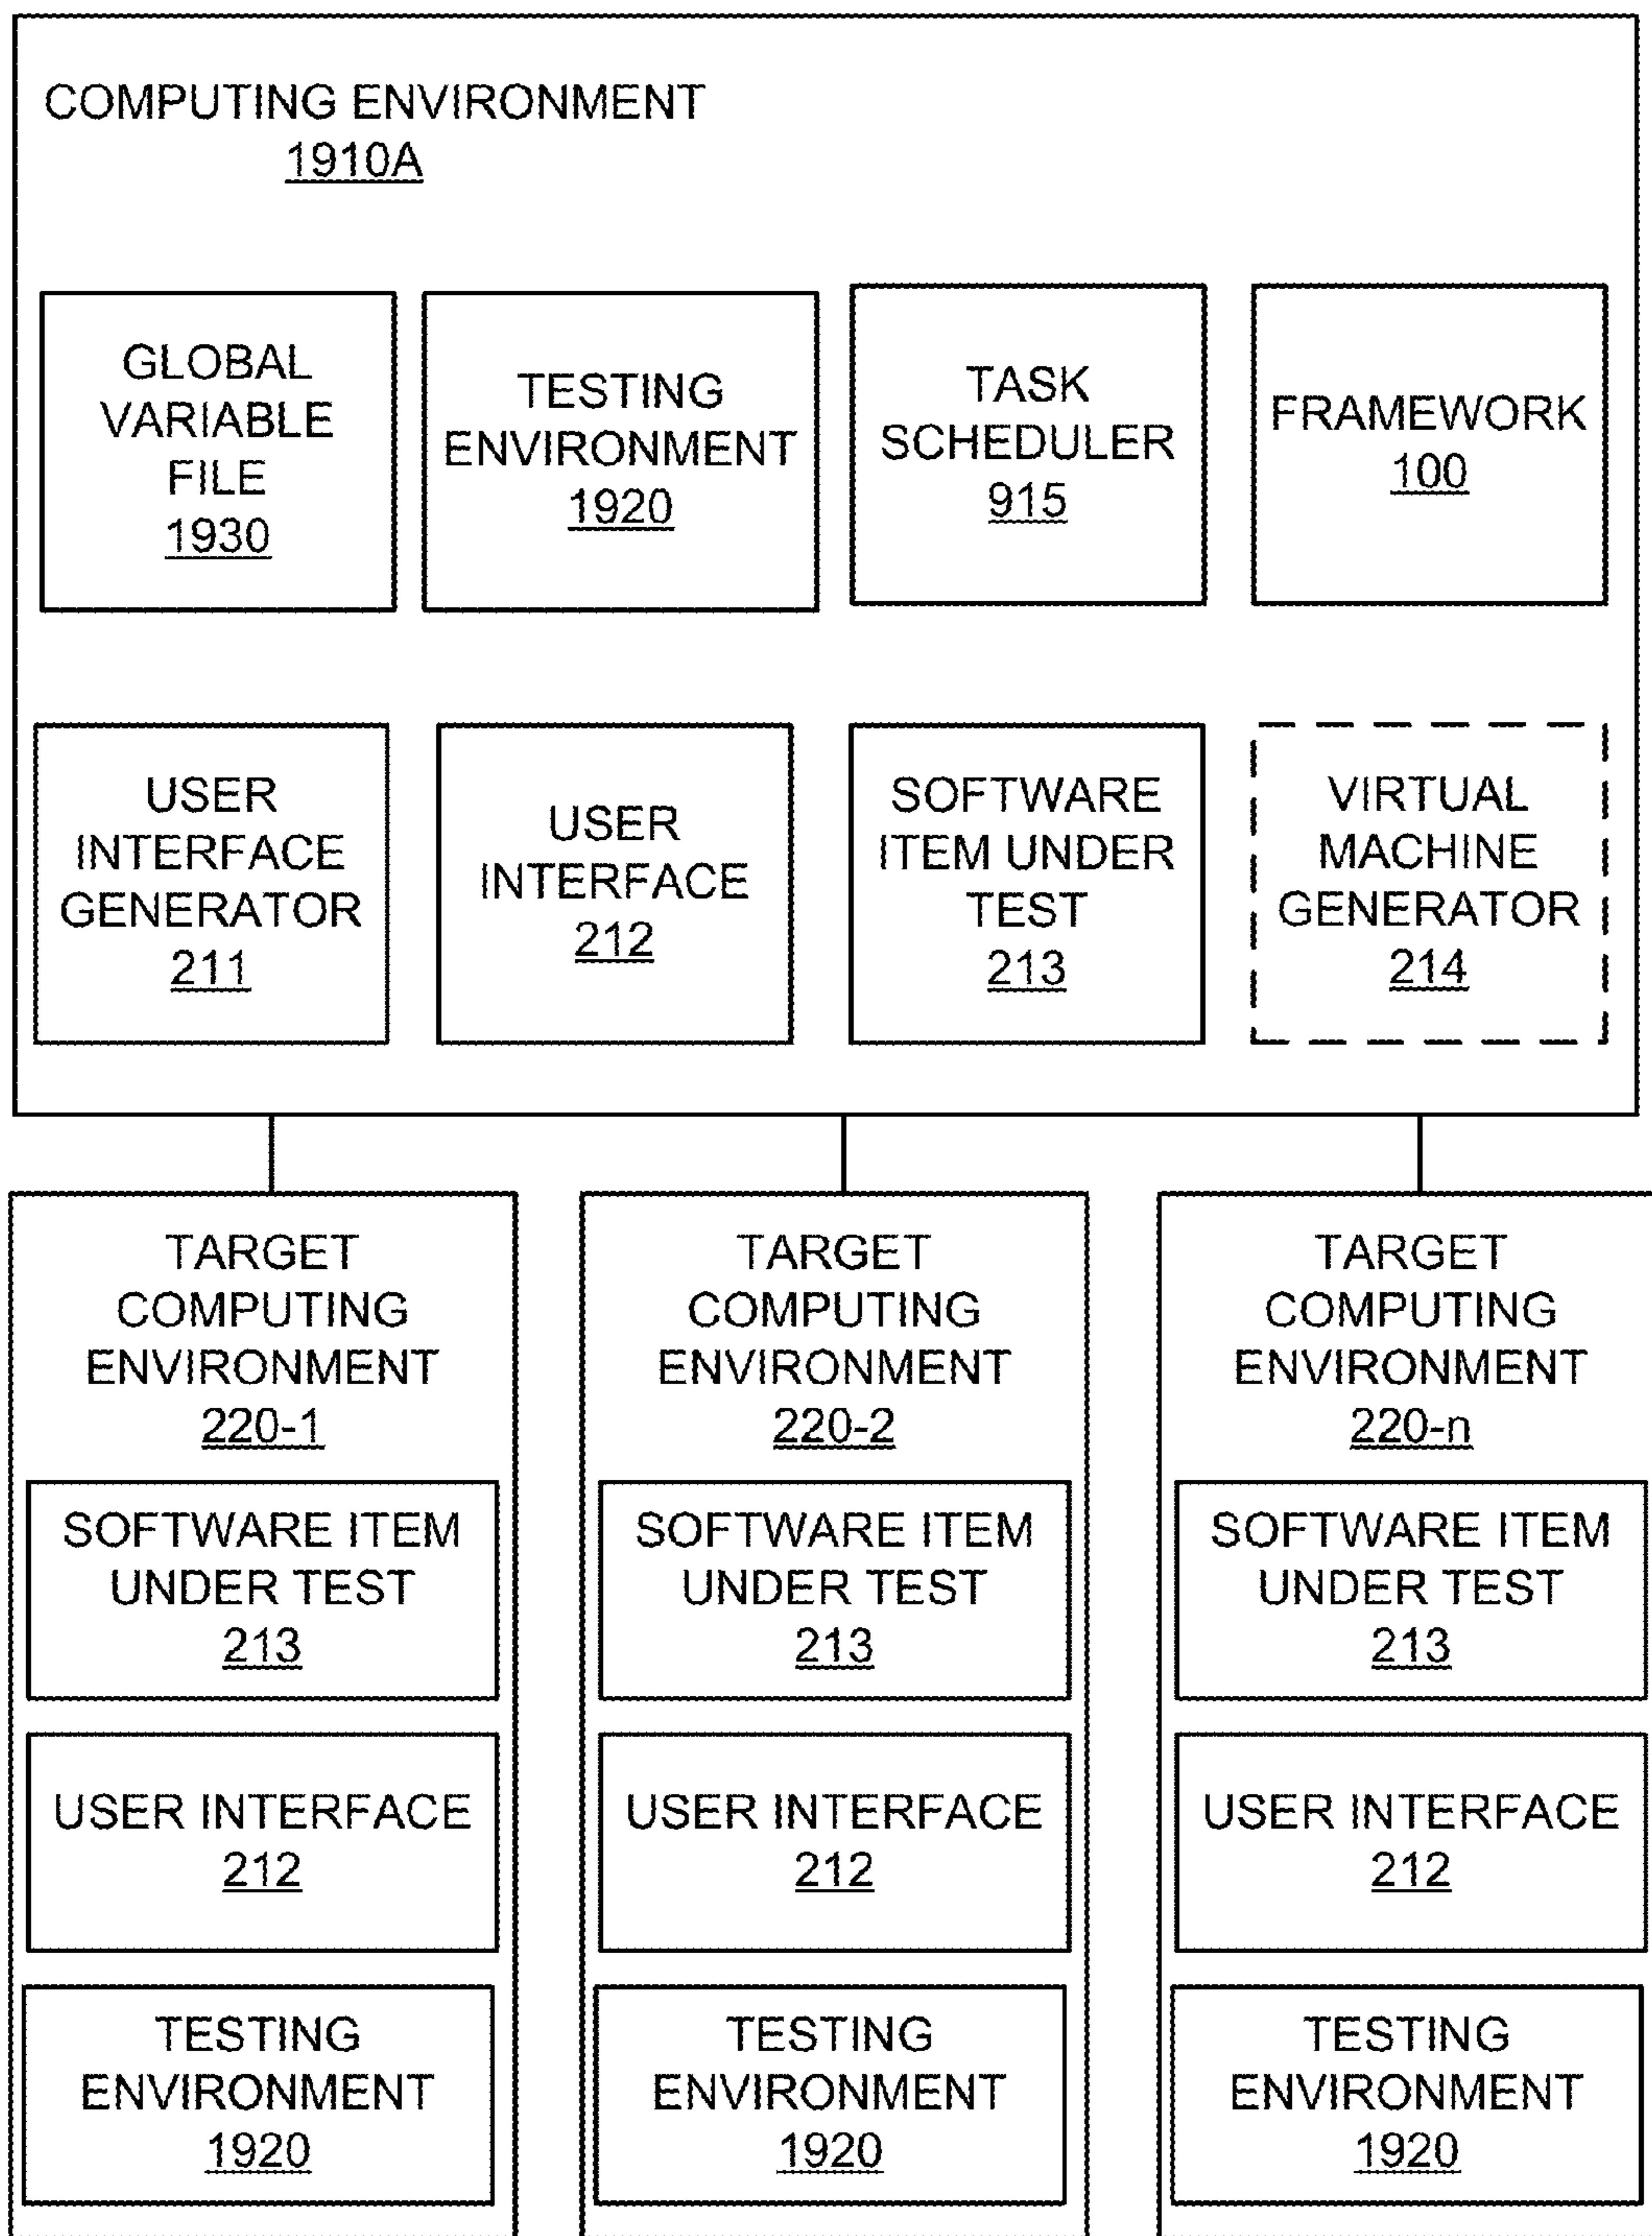 COMPUTING ENVIRONMENT
1910A
GLOBAL
VARIABLE
FILE
1930
TESTING
ENVIRONMENT
1920
TASK
SCHEDULER
915
FRAMEWORK
100
USER
INTERFACE
GENERATOR
211
USER
INTERFACE
212
SOFTWARE
ITEM UNDER
TEST
213
VIRTUAL
MACHINE
GENERATOR
214
TARGET
COMPUTING
ENVIRONMENT
220-1
SOFTWARE ITEM
UNDER TEST
213
USER INTERFACE
212
TESTING
ENVIRONMENT
1920
TARGET
COMPUTING
ENVIRONMENT
220-2
SOFTWARE ITEM
UNDER TEST
213
USER INTERFACE
212
TESTING
ENVIRONMENT
1920
TARGET
COMPUTING
ENVIRONMENT
220-n
SOFTWARE ITEM
UNDER TEST
213
USER INTERFACE
212
TESTING
ENVIRONMENT
1920